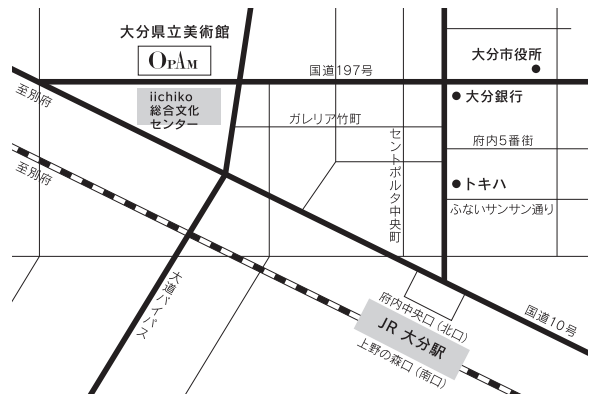 大分県立美術館
OPAM
大分市役所
国道197号
至別府
iichiko
総合文化
センター
大分銀行
ガレリア竹町
セントポルタ中央町
府内5番街
至別府
トキハ
ふないサンサン通り
大道バイパス
府内中央口(北口)
国道10号
JR 大分駅
上野の森口(南口)